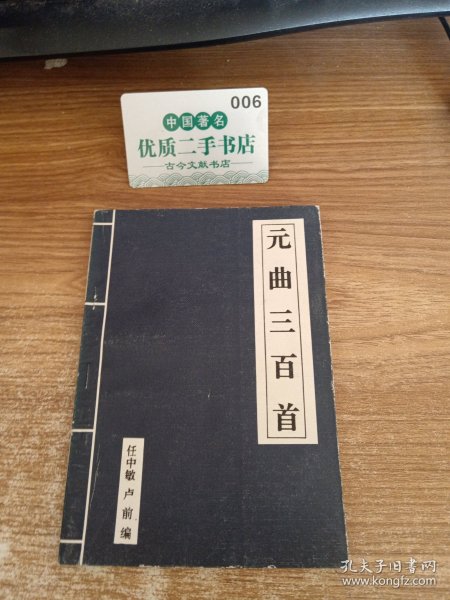 006
中国著名
优质二手书店
古今文献书店
元曲三百首
任中敏 卢前 编
孔夫子旧书网
www.kongfz.com